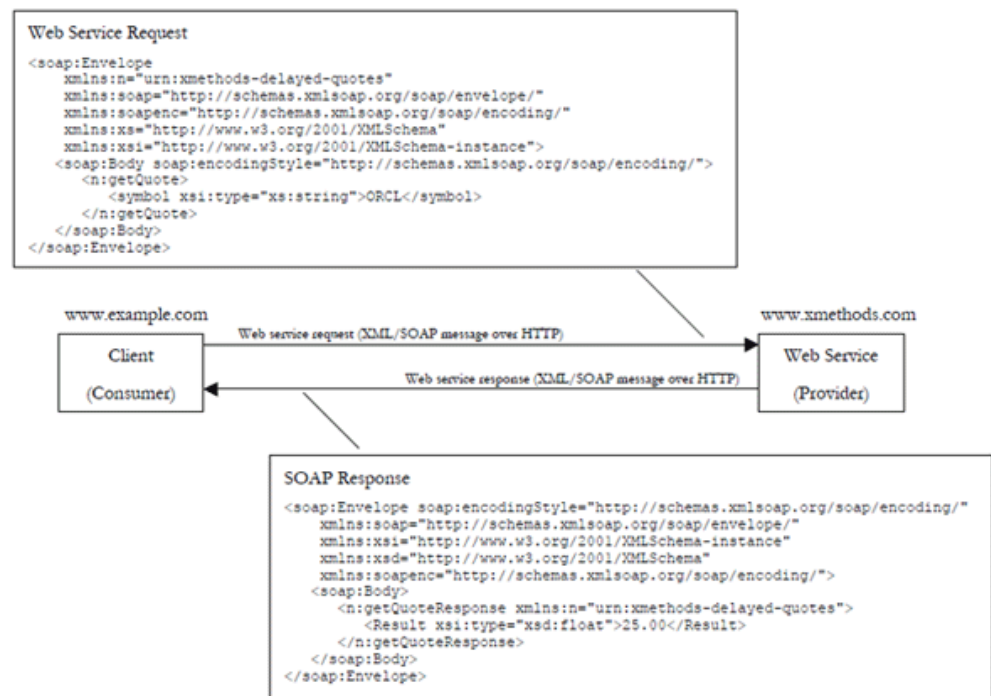 Web Service Request
<soap:Envelope
xmlns:n="urn:xmethods-delayed-quotes"
xmlns:soap="http://schemas.xmlsoap.org/soap/envelope/"
xmlns:soapenc="http://schemas.xmlsoap.org/soap/encoding/"
xmlns:xs="http://www.w3.org/2001/XMLSchema"
xmlns:xsi="http://www.w3.org/2001/XMLSchema-instance">
<soap:Body soap:encodingStyle="http://schemas.xmlsoap.org/soap/encoding/">
<n:getQuote>
<symbol xsi:type="xs:string">ORCL</symbol>
</n:getQuote>
</soap:Body>
</soap:Envelope>
www.example.com
www.xmethods.com
Client
(Consumer)
Web service request (XML/SOAP message over HTTP)
Web service response (XML/SOAP message over HTTP)
Web Service
(Provider)
SOAP Response
<soap:Envelope soap:encodingStyle="http://schemas.xmlsoap.org/soap/encoding/"
xmlns:soap="http://schemas.xmlsoap.org/soap/envelope/"
xmlns:xsi="http://www.w3.org/2001/XMLSchema-instance"
xmlns:xsd="http://www.w3.org/2001/XMLSchema"
xmlns:soapenc="http://schemas.xmlsoap.org/soap/encoding/">
<soap:Body>
<n:getQuoteResponse xmlns:n="urn:xmethods-delayed-quotes">
<Result xsi:type="xsd:float">25.00</Result>
</n:getQuoteResponse>
</soap:Body>
</soap:Envelope>